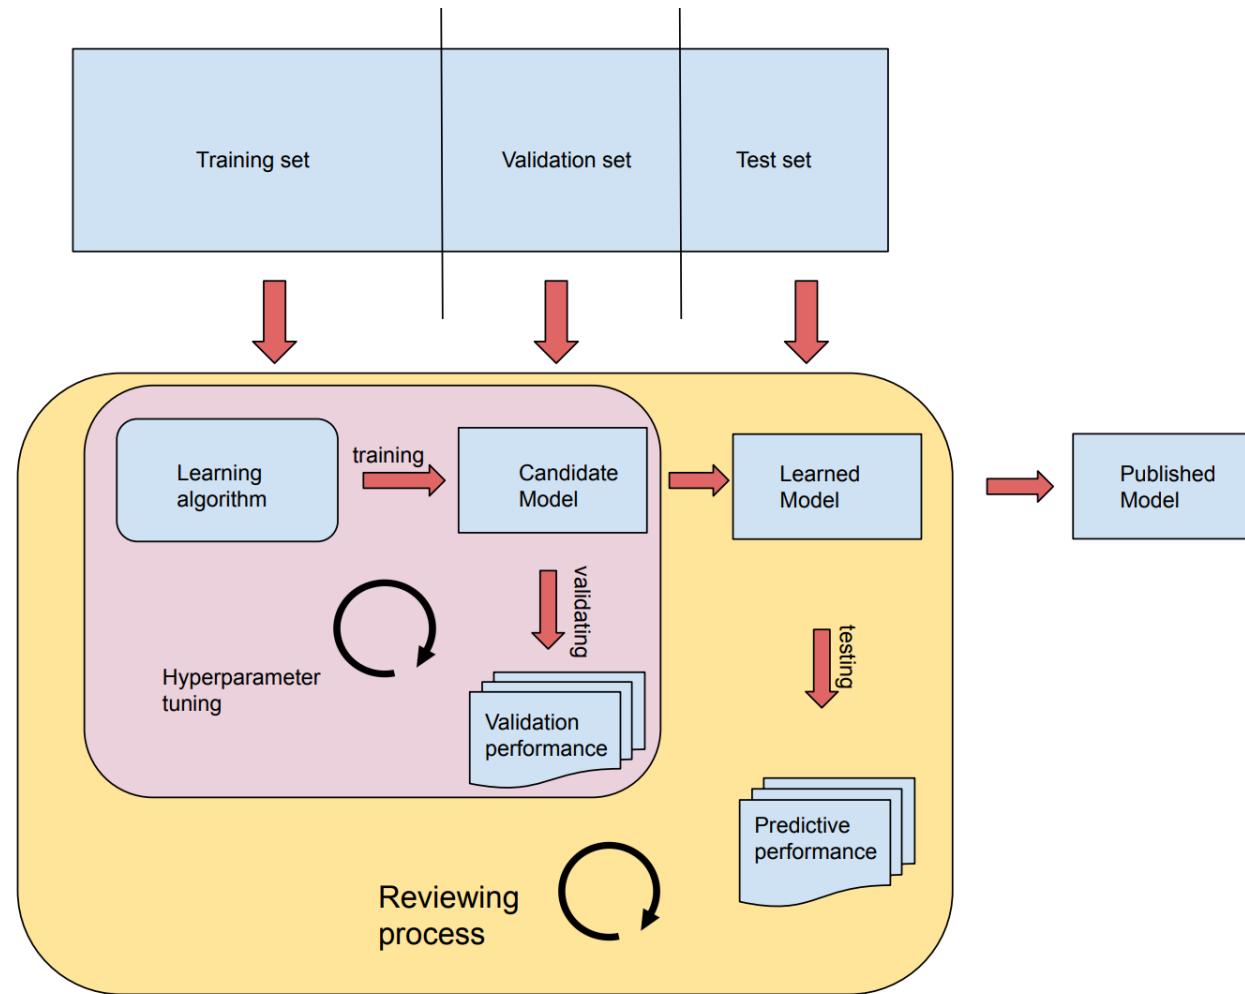 Training set
Validation set
Test set
Learning
algorithm
training
Candidate
Model
Learned
Model
Published
Model
validating
testing
Hyperparameter
tuning
Validation
performance
Predictive
performance
Reviewing
process